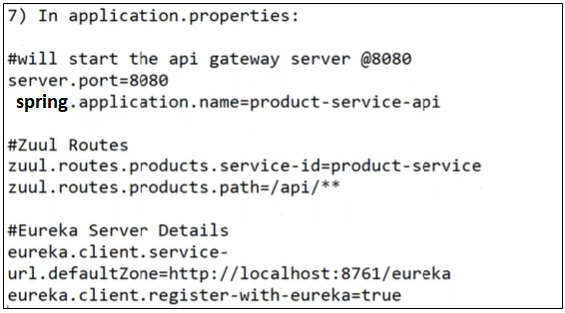 7) In application.properties:
#will start the api gateway server @8080
server.port=8080
spring.application.name=product-service-api
#Zuul Routes
zuul.routes.products.service-id=product-service
zuul.routes.products.path=/api/**
#Eureka Server Details
eureka.client.service-
url.defaultZone=http://localhost:8761/eureka
eureka.client.register-with-eureka=true